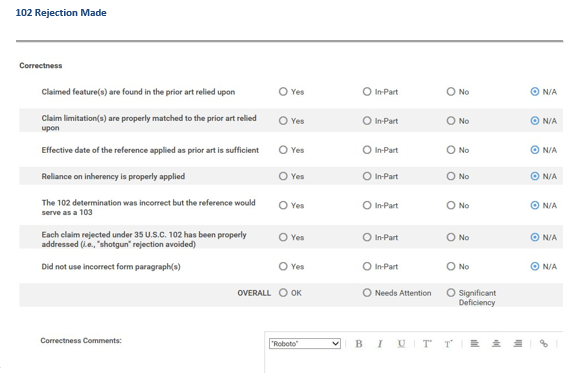 102 Rejection Made
Correctness
Claimed feature(s) are found in the prior art relied upon Yes In-Part No N/A
Claim limitation(s) are properly matched to the prior art relied upon Yes In-Part No N/A
Effective date of the reference applied as prior art is sufficient Yes In-Part No N/A
Reliance on inherency is properly applied Yes In-Part No N/A
The 102 determination was incorrect but the reference would serve as a 103 Yes In-Part No N/A
Each claim rejected under 35 U.S.C. 102 has been properly addressed (i.e., "shotgun" rejection avoided) Yes In-Part No N/A
Did not use incorrect form paragraph(s) Yes In-Part No N/A
OVERALL OK Needs Attention Significant Deficiency
Correctness Comments:
"Roboto" B I U T T